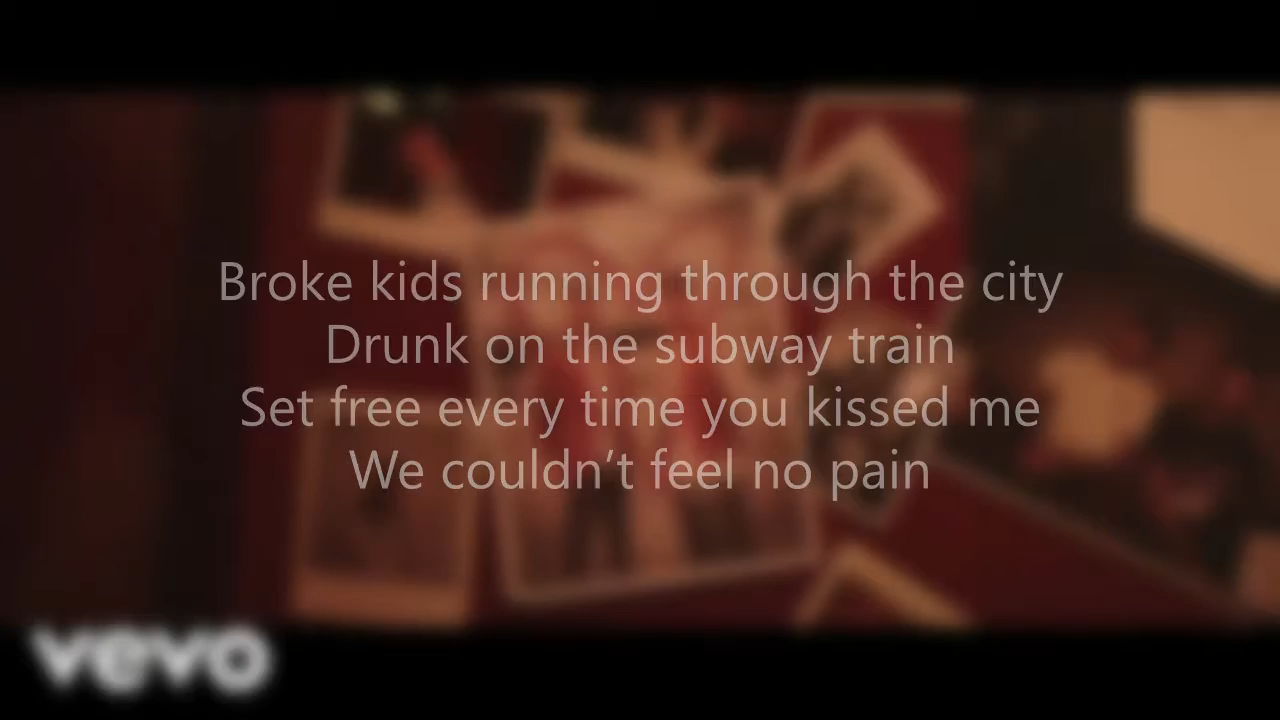 Broke kids running through the city
Drunk on the subway train
Set free every time you kissed me
We couldn’t feel no pain
vevo